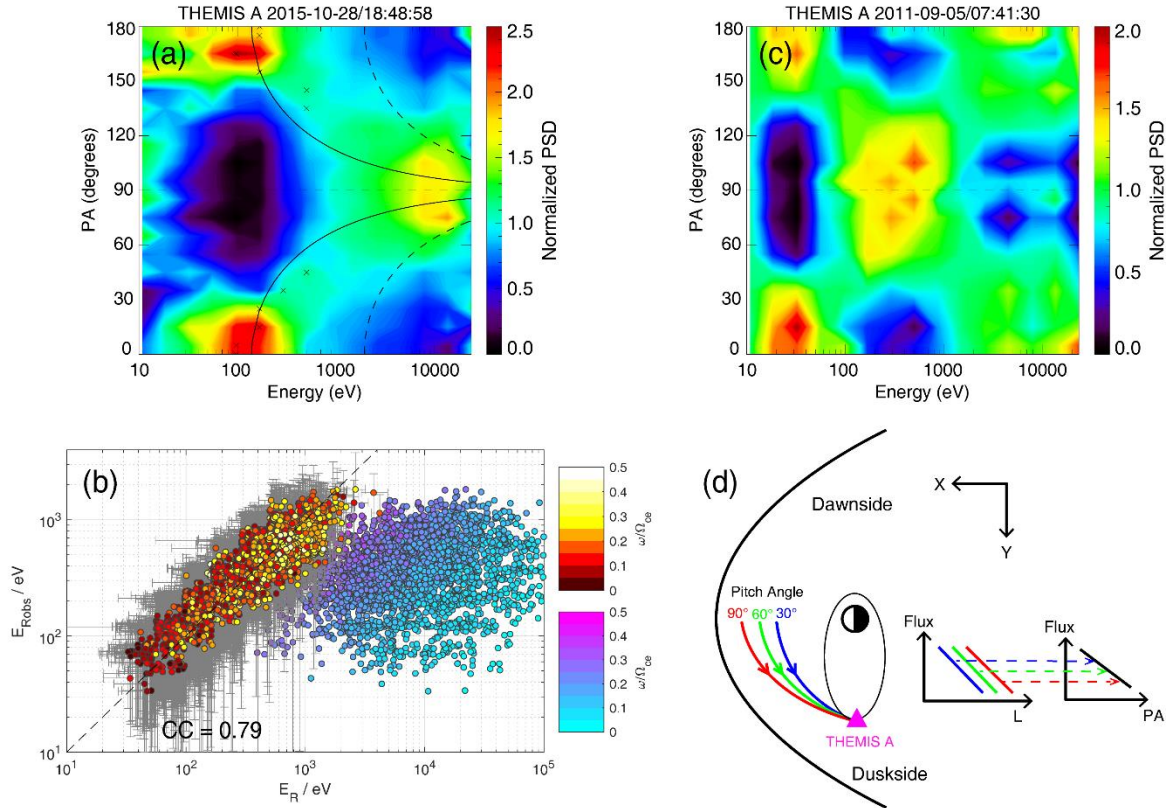 THEMIS A 2015-10-28/18:48:58
(a)
180
150
120
90
60
30
0
PA (degrees)
10
100
1000
10000
Energy (eV)
2.5
2.0
1.5
1.0
0.5
0.0
Normalized PSD
THEMIS A 2011-09-05/07:41:30
(c)
180
150
120
90
60
30
0
PA (degrees)
10
100
1000
10000
Energy (eV)
2.0
1.5
1.0
0.5
0.0
Normalized PSD
(b)
10³
10²
10¹
E_Robs / eV
CC = 0.79
10¹
10²
10³
10⁴
10⁵
E_R / eV
0.5
0.4
0.3
0.2
0.1
0
ω/Ω_ce
0.5
0.4
0.3
0.2
0.1
0
ω/Ω_ce
(d)
Dawnside
X
Y
Pitch Angle
90° 60° 30°
THEMIS A
Duskside
Flux
L
Flux
PA